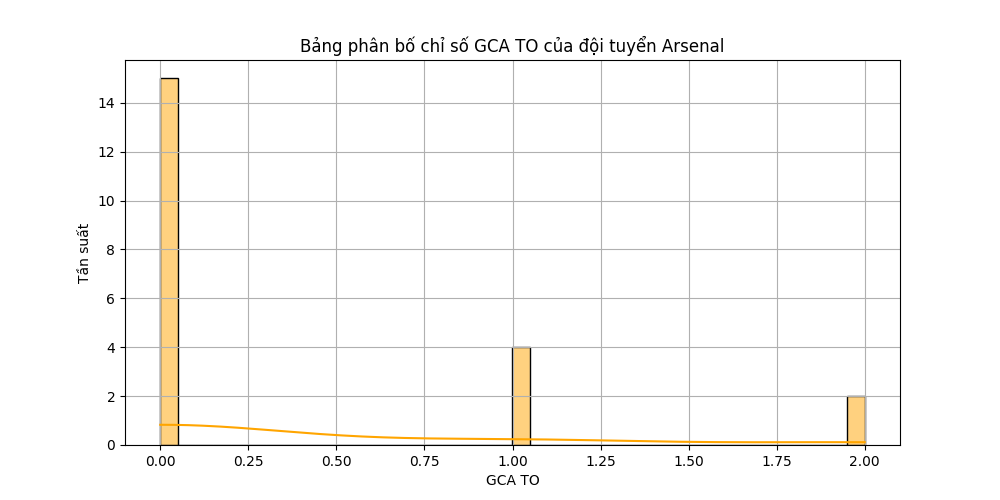 Bảng phân bố chỉ số GCA TO của đội tuyển Arsenal
Tần suất
14
12
10
8
6
4
2
0
0.00 0.25 0.50 0.75 1.00 1.25 1.50 1.75 2.00
GCA TO